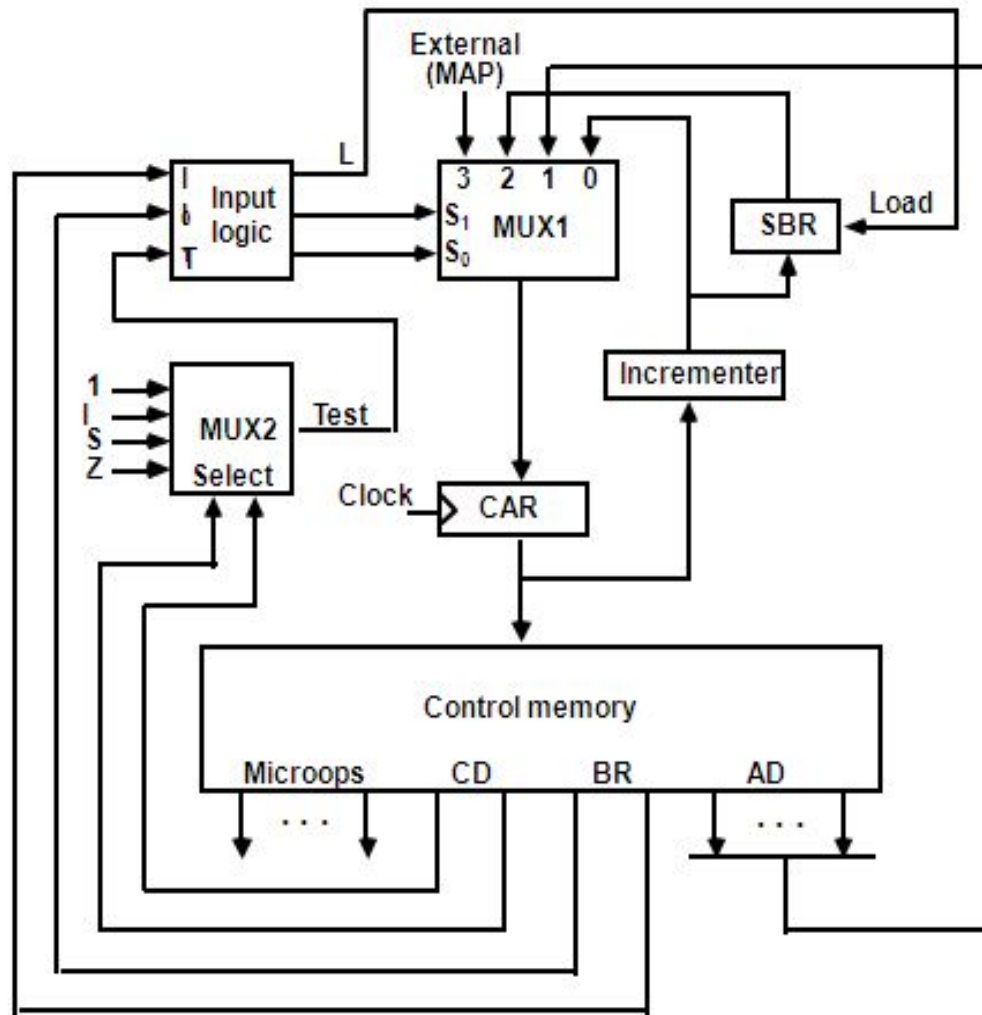 External
(MAP)
L
I
Input
logic
T
3 2 1 0
S1
MUX1
S0
SBR
Load
Incrementer
1
I
S
Z
MUX2
Select
Test
Clock
CAR
Control memory
Microops
CD
BR
AD
. . .
. . .